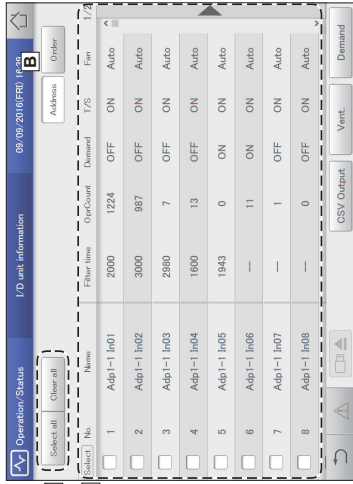 Operation/Status I/D unit information 09/09/2016(FRI) 16:39
B
Select all Clear all Address Order
Select No. Name Filter time OprCount Demand T/S Fan 1/2
1 Adp1-1 In01 2000 1224 OFF ON Auto
2 Adp1-1 In02 3000 987 OFF ON Auto
3 Adp1-1 In03 2980 7 OFF ON Auto
4 Adp1-1 In04 1600 13 OFF ON Auto
5 Adp1-1 In05 1943 0 ON ON Auto
6 Adp1-1 In06 — 11 ON ON Auto
7 Adp1-1 In07 — 1 OFF ON Auto
8 Adp1-1 In08 — 0 OFF ON Auto
CSV Output Vent. Demand